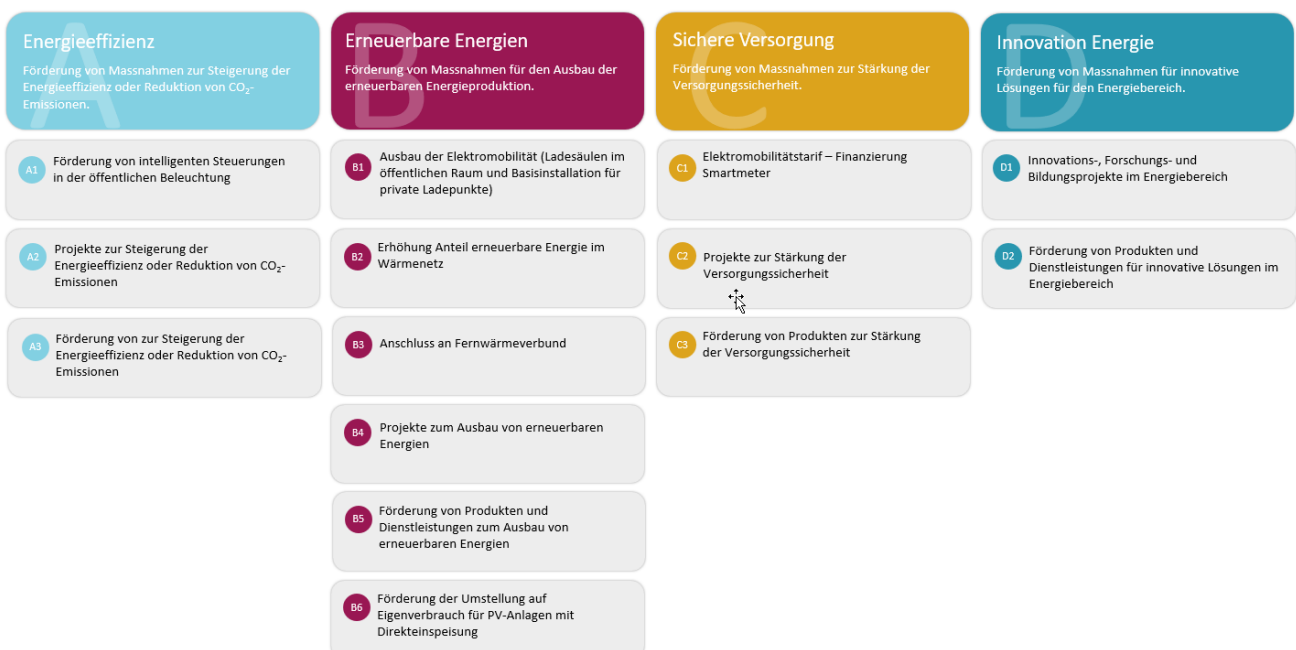 A
Energieeffizienz
Förderung von Massnahmen zur Steigerung der
Energieeffizienz oder Reduktion von CO₂-
Emissionen.
A1
Förderung von intelligenten Steuerungen
in der öffentlichen Beleuchtung
A2
Projekte zur Steigerung der
Energieeffizienz oder Reduktion von CO₂-
Emissionen
A3
Förderung von zur Steigerung der
Energieeffizienz oder Reduktion von CO₂-
Emissionen
B
Erneuerbare Energien
Förderung von Massnahmen für den Ausbau der
erneuerbaren Energieproduktion.
B1
Ausbau der Elektromobilität (Ladesäulen im
öffentlichen Raum und Basisinstallation für
private Ladepunkte)
B2
Erhöhung Anteil erneuerbare Energie im
Wärmenetz
B3
Anschluss an Fernwärmeverbund
B4
Projekte zum Ausbau von erneuerbaren
Energien
B5
Förderung von Produkten und
Dienstleistungen zum Ausbau von
erneuerbaren Energien
B6
Förderung der Umstellung auf
Eigenverbrauch für PV-Anlagen mit
Direkteinspeisung
C
Sichere Versorgung
Förderung von Massnahmen zur Stärkung der
Versorgungssicherheit.
C1
Elektromobilitätstarif – Finanzierung
Smartmeter
C2
Projekte zur Stärkung der
Versorgungssicherheit
C3
Förderung von Produkten zur Stärkung
der Versorgungssicherheit
D
Innovation Energie
Förderung von Massnahmen für innovative
Lösungen für den Energiebereich.
D1
Innovations-, Forschungs- und
Bildungsprojekte im Energiebereich
D2
Förderung von Produkten und
Dienstleistungen für innovative Lösungen im
Energiebereich